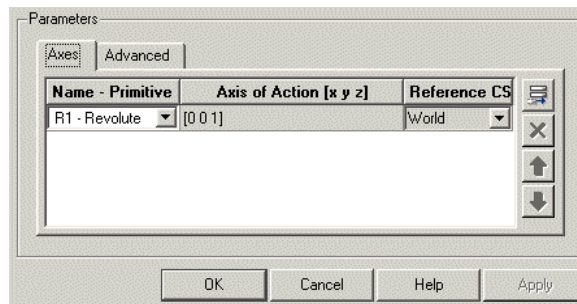 Parameters
Axes Advanced
Name - Primitive Axis of Action [x y z] Reference CS
R1 - Revolute [0 0 1] World
OK Cancel Help Apply